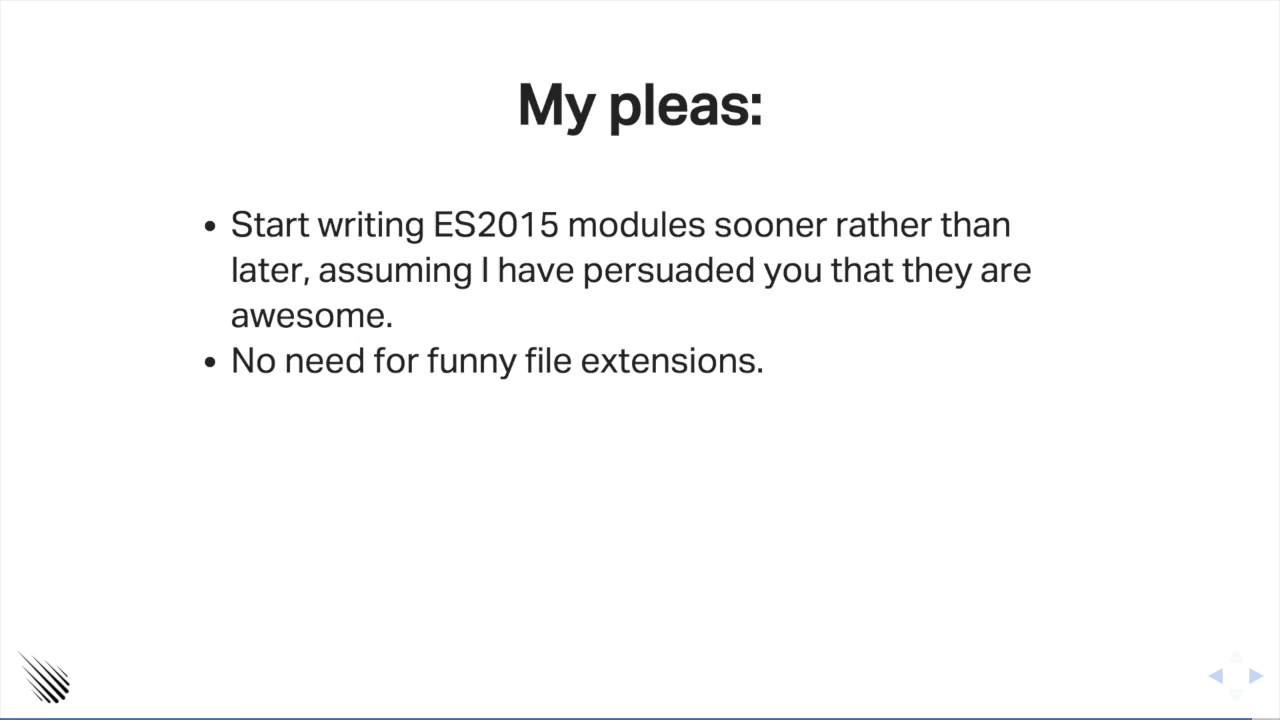 My pleas:
• Start writing ES2015 modules sooner rather than
later, assuming I have persuaded you that they are
awesome.
• No need for funny file extensions.